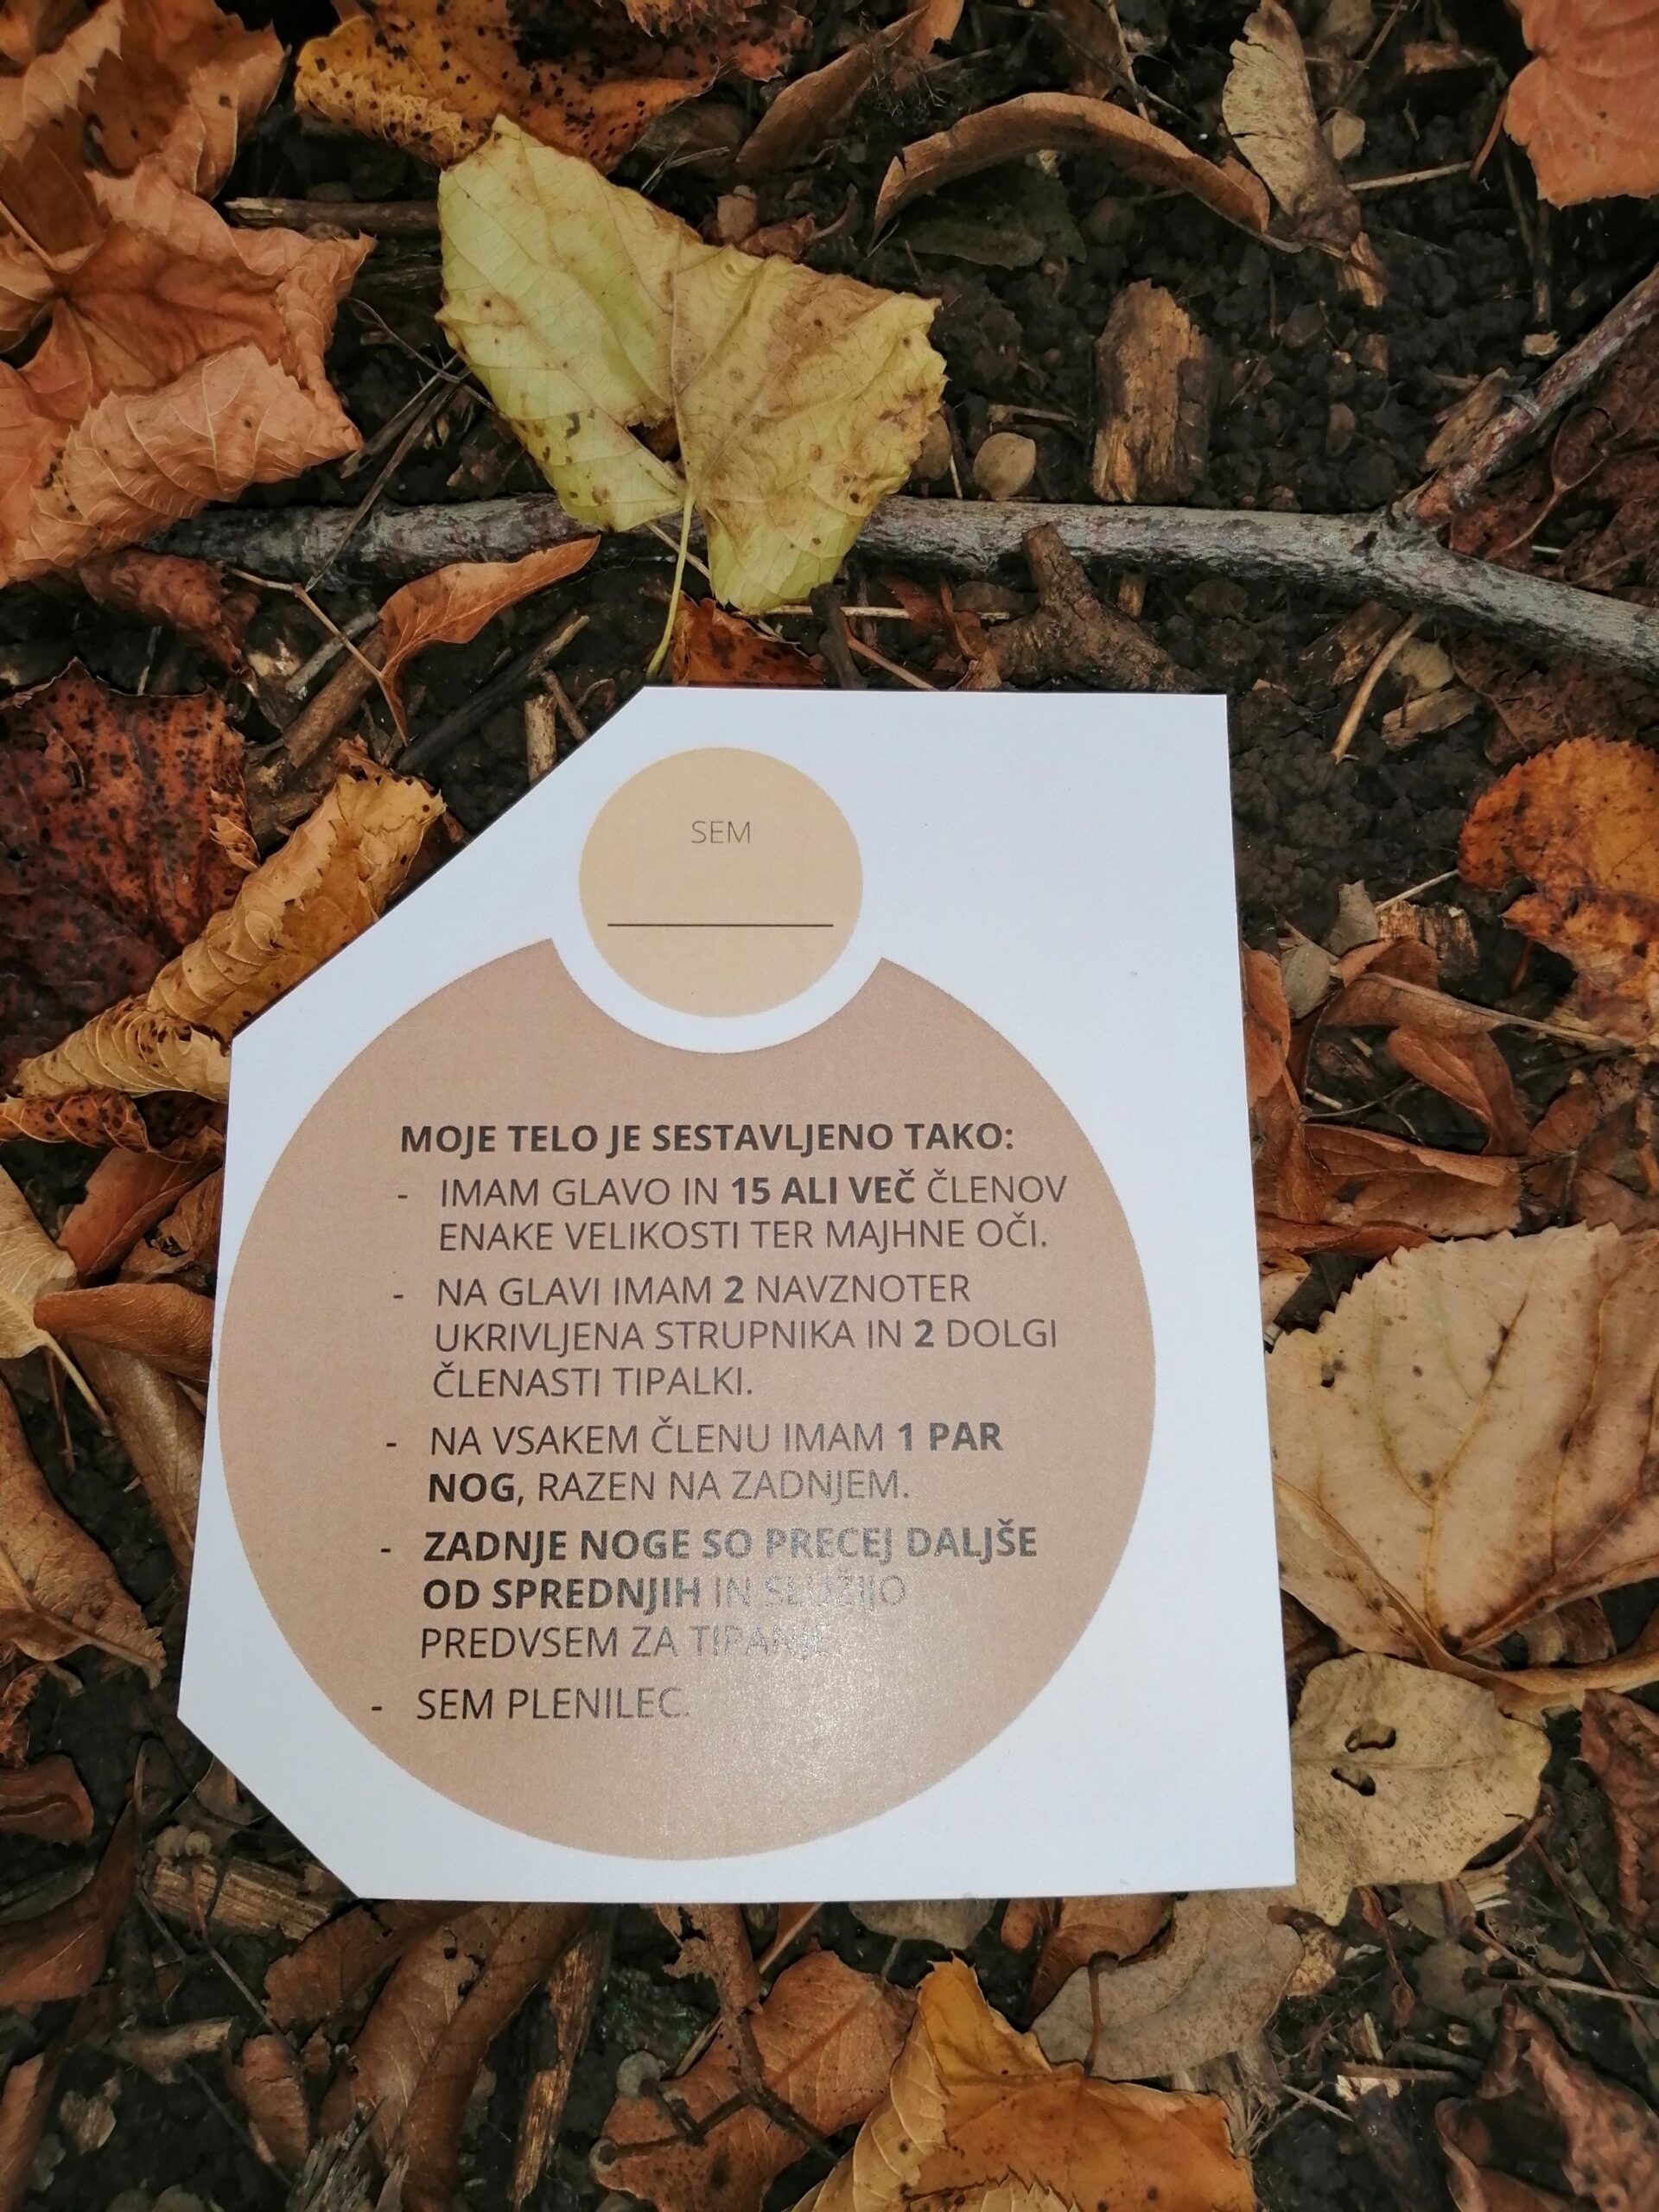 SEM
MOJE TELO JE SESTAVLJENO TAKO:
- IMAM GLAVO IN 15 ALI VEČ ČLENOV
ENAKE VELIKOSTI TER MAJHNE OČI.
- NA GLAVI IMAM 2 NAVZNOTER
UKRIVLJENA STRUPNIKA IN 2 DOLGI
ČLENASTI TIPALKI.
- NA VSAKEM ČLENU IMAM 1 PAR
NOG, RAZEN NA ZADNJEM.
- ZADNJE NOGE SO PRECEJ DALJŠE
OD SPREDNJIH IN SLUŽIJO
PREDVSEM ZA TIPANJE
- SEM PLENILEC.